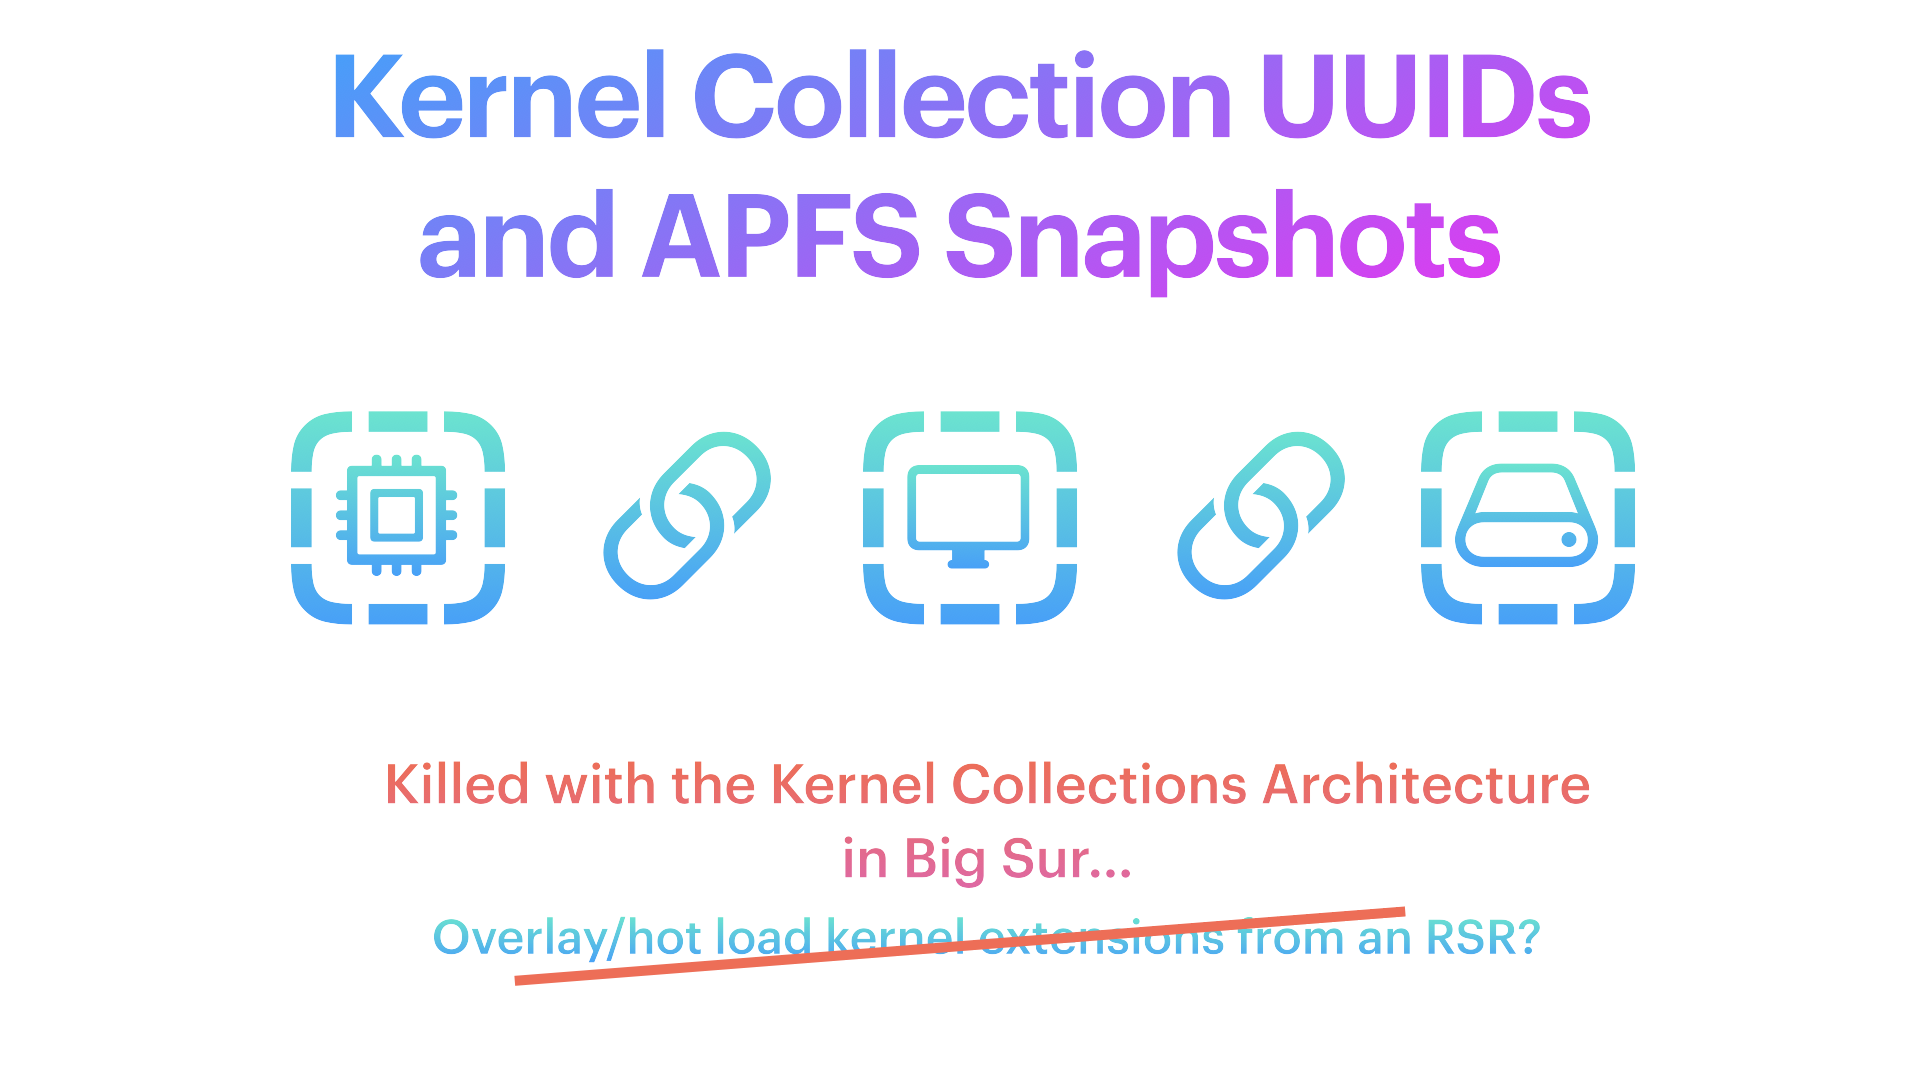 Kernel Collection UUIDs
and APFS Snapshots
Killed with the Kernel Collections Architecture
in Big Sur...
Overlay/hot load kernel extensions from an RSR?